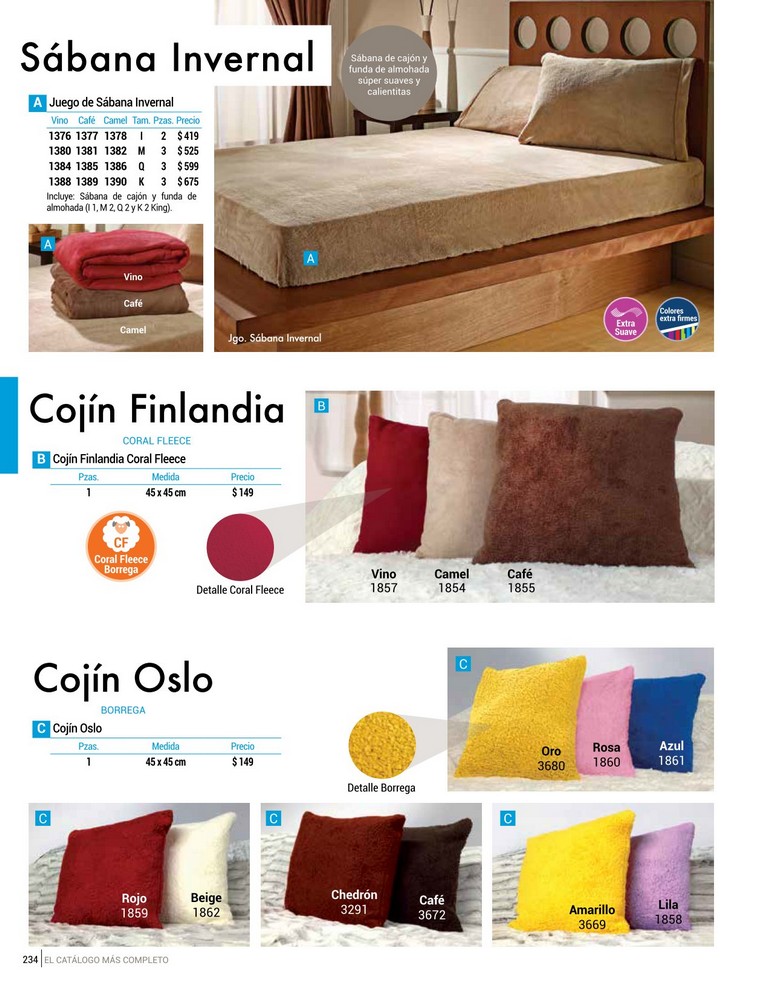 Sábana Invernal
Sábana de cajón y
funda de almohada
súper suaves y
calientitas
A Juego de Sábana Invernal
Vino Café Camel Tam. Pzas. Precio
1376 1377 1378 I 2 $419
1380 1381 1382 M 3 $525
1384 1385 1386 Q 3 $599
1388 1389 1390 K 3 $675
Incluye: Sábana de cajón y funda de
almohada (I 1, M 2, Q 2 y K 2 King).
A
Vino
Café
Camel
A
Jgo. Sábana Invernal
Extra
Suave
Colores
extra firmes
Cojín Finlandia
CORAL FLEECE
B Cojín Finlandia Coral Fleece
Pzas. Medida Precio
1 45 x 45 cm $ 149
CF
Coral Fleece
Borrega
Detalle Coral Fleece
B
Vino Camel Café
1857 1854 1855
Cojín Oslo
BORREGA
C Cojín Oslo
Pzas. Medida Precio
1 45 x 45 cm $ 149
Detalle Borrega
C
Oro Rosa Azul
3680 1860 1861
C
Rojo Beige
1859 1862
C
Chedrón Café
3291 3672
C
Amarillo Lila
3669 1858
234 EL CATÁLOGO MÁS COMPLETO